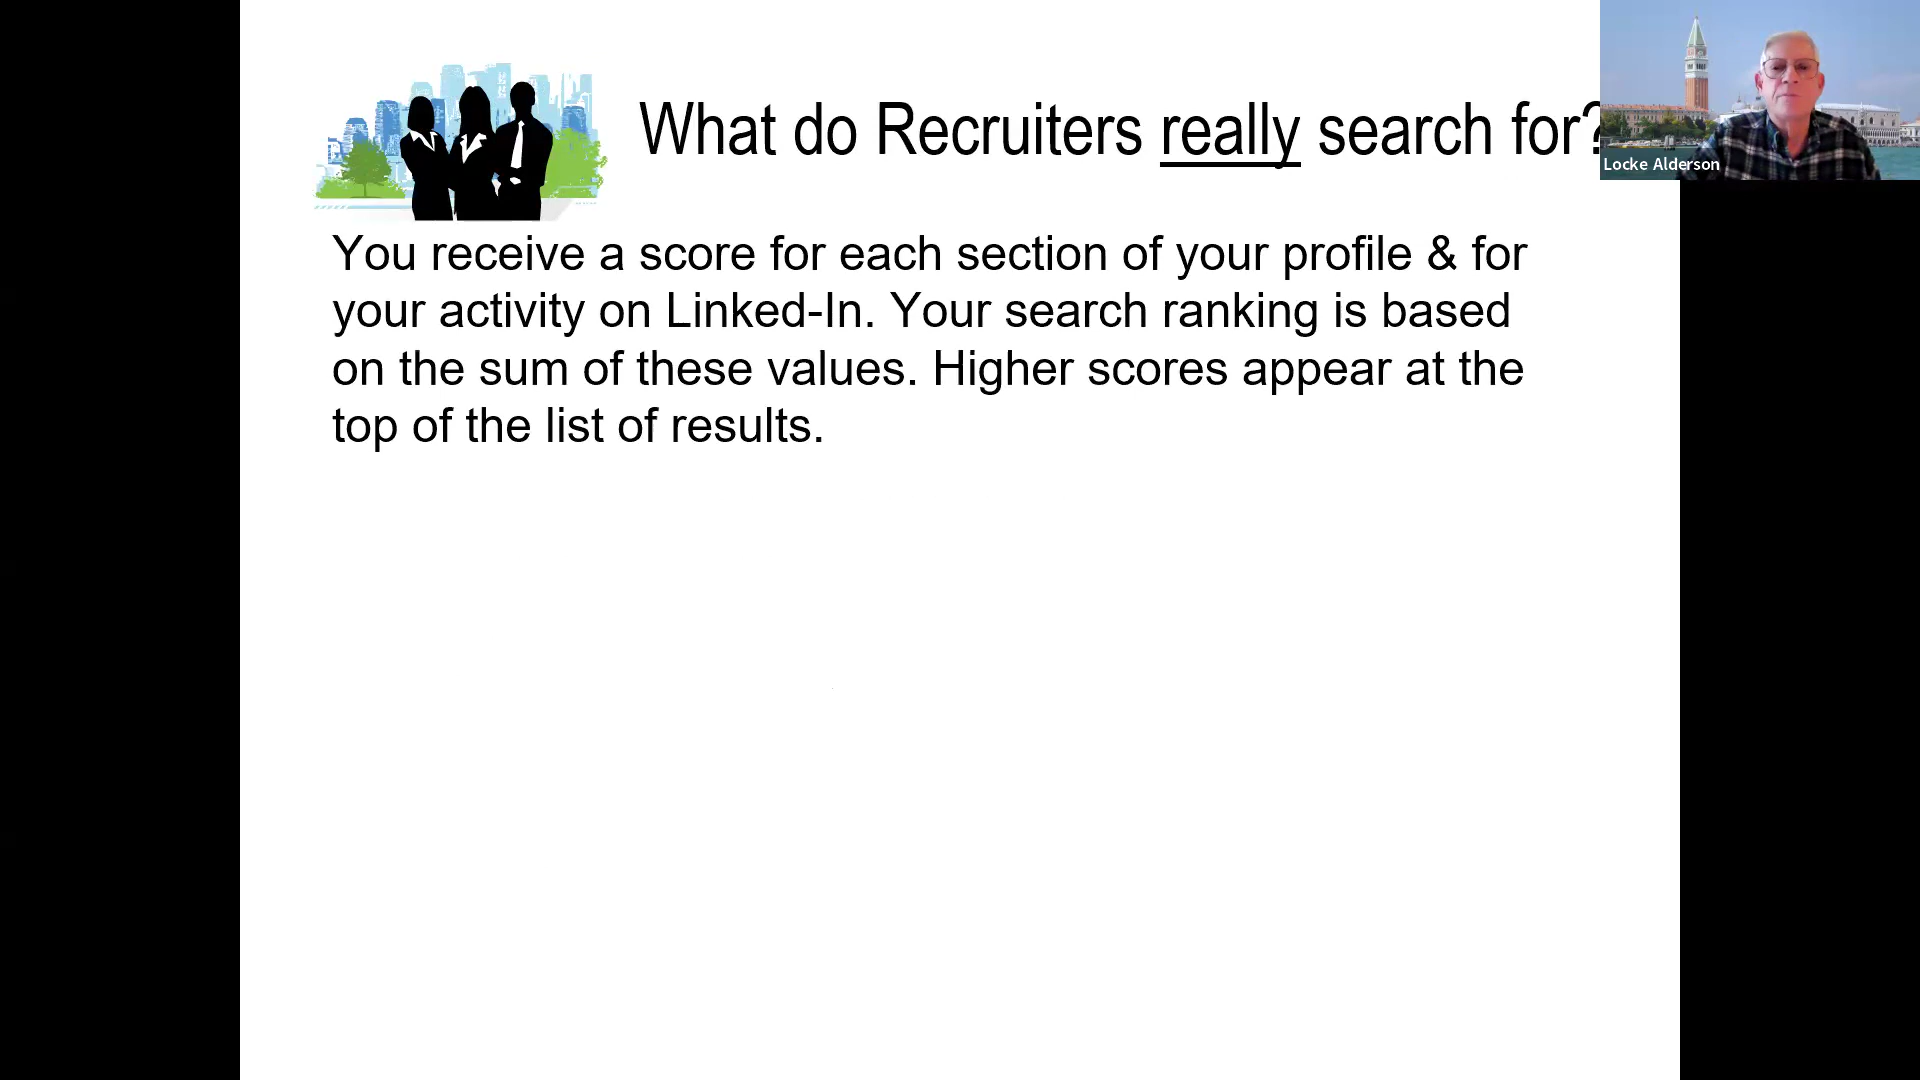 What do Recruiters really search for?
Locke Alderson
You receive a score for each section of your profile & for
your activity on Linked-In. Your search ranking is based
on the sum of these values. Higher scores appear at the
top of the list of results.